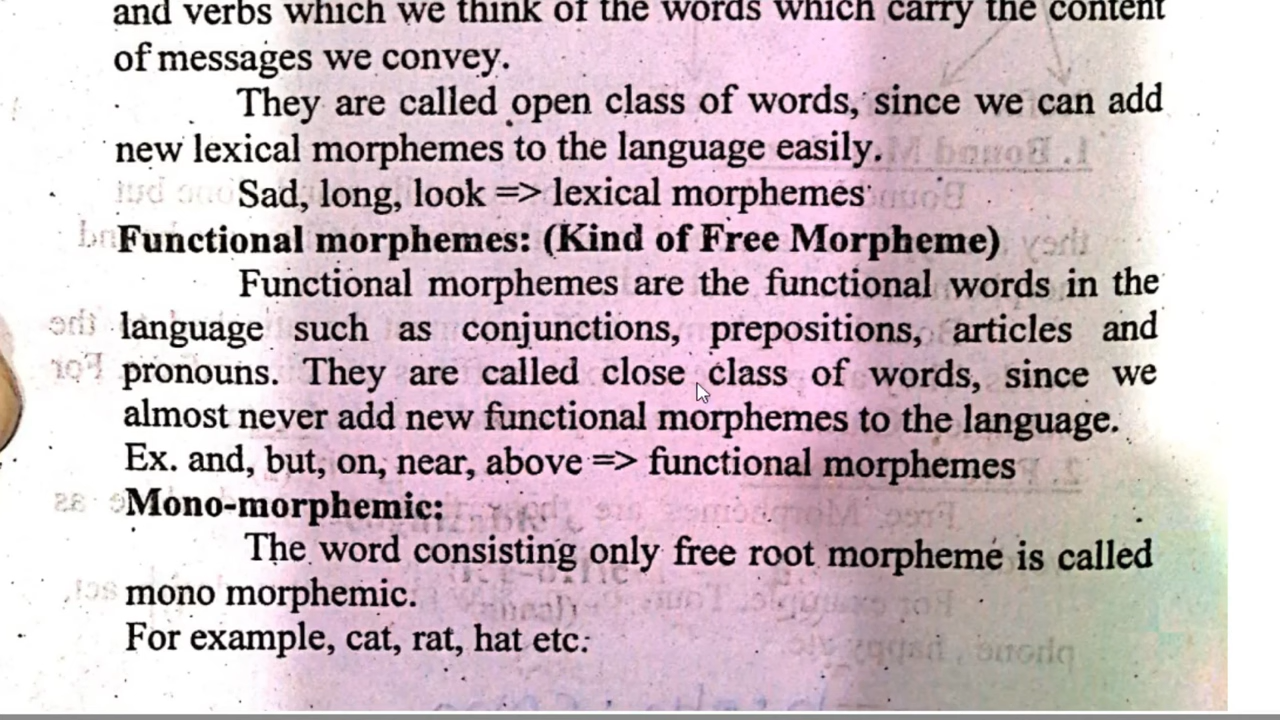 and verbs which we think of the words which carry the content
of messages we convey.
They are called open class of words, since we can add
new lexical morphemes to the language easily.
Sad, long, look => lexical morphemes
Functional morphemes: (Kind of Free Morpheme)
Functional morphemes are the functional words in the
language such as conjunctions, prepositions, articles and
pronouns. They are called close class of words, since we
almost never add new functional morphemes to the language.
Ex. and, but, on, near, above => functional morphemes
Mono-morphemic:
The word consisting only free root morpheme is called
mono morphemic.
For example, cat, rat, hat etc.